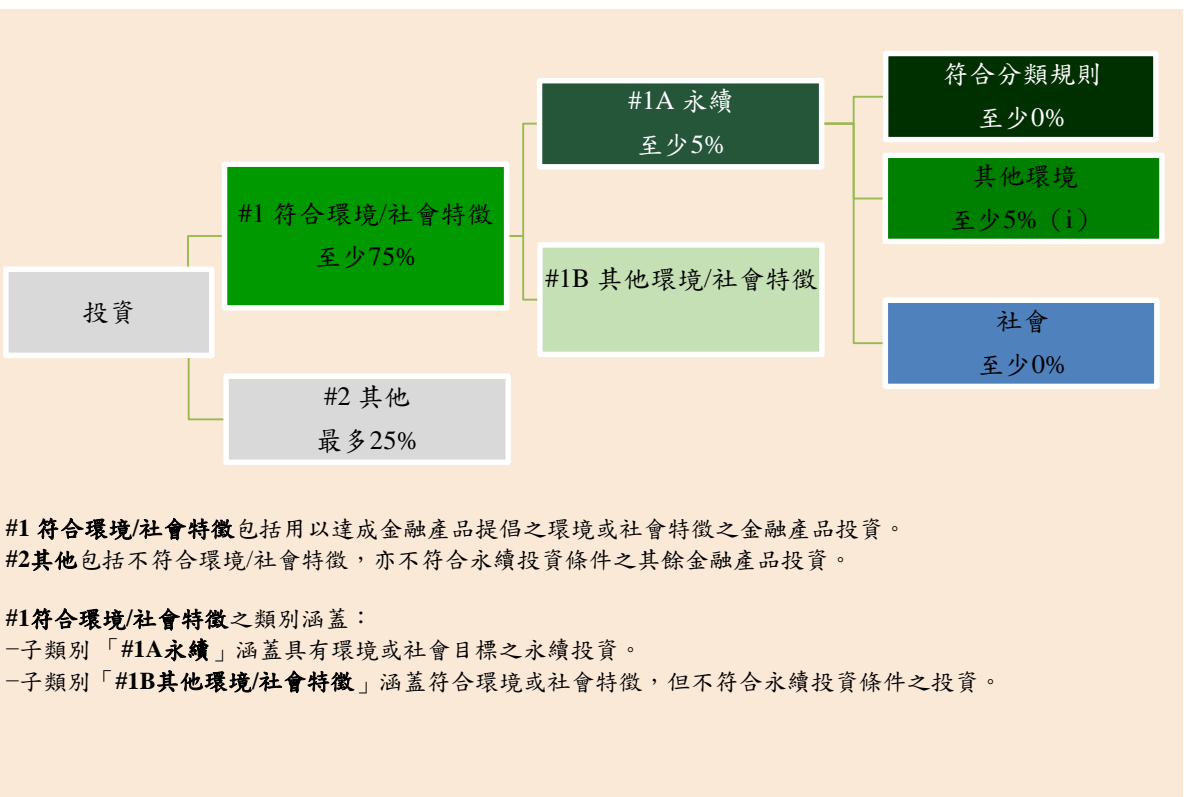 投資
#1 符合環境/社會特徵
至少75%
#2 其他
最多25%
#1A 永續
至少5%
#1B 其他環境/社會特徵
符合分類規則
至少0%
其他環境
至少5%（i）
社會
至少0%
#1 符合環境/社會特徵包括用以達成金融產品提倡之環境或社會特徵之金融產品投資。
#2其他包括不符合環境/社會特徵，亦不符合永續投資條件之其餘金融產品投資。
#1符合環境/社會特徵之類別涵蓋：
−子類別「#1A永續」涵蓋具有環境或社會目標之永續投資。
−子類別「#1B其他環境/社會特徵」涵蓋符合環境或社會特徵，但不符合永續投資條件之投資。